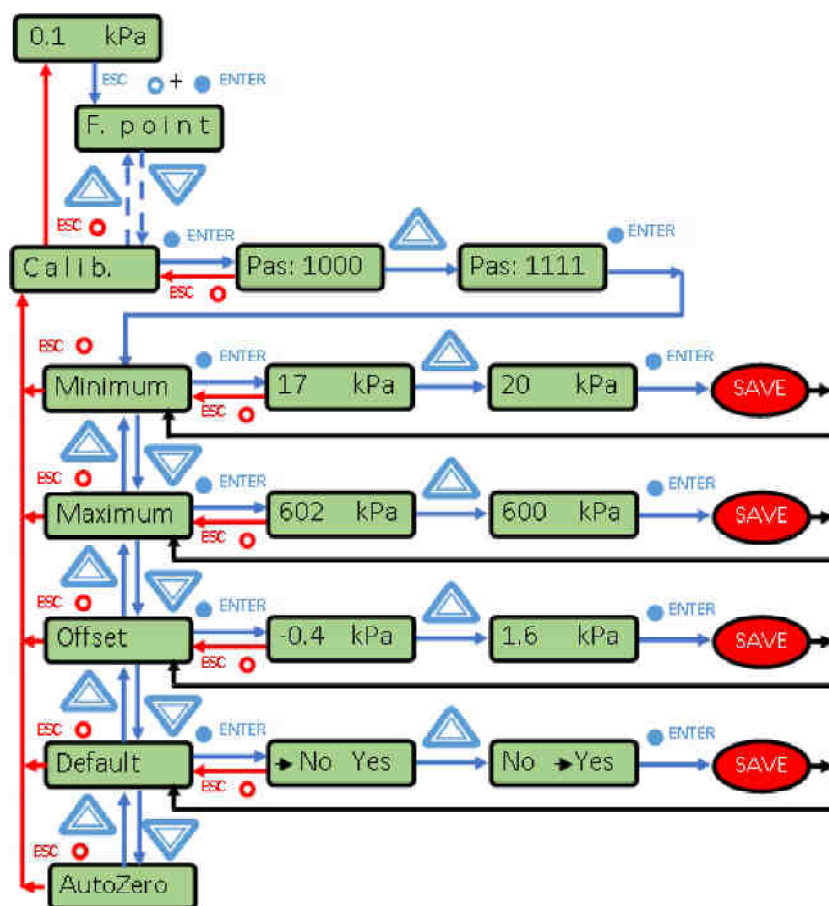 0.1 kPa
ESC + ENTER
F. point
ESC
ENTER
ENTER
Calib.
Pas: 1000
Pas: 1111
ESC
ESC
ENTER
ENTER
Minimum
17 kPa
20 kPa
SAVE
ESC
ESC
ENTER
ENTER
Maximum
602 kPa
600 kPa
SAVE
ESC
ESC
ENTER
ENTER
Offset
-0.4 kPa
1.6 kPa
SAVE
ESC
ESC
ENTER
ENTER
Default
No Yes
No Yes
SAVE
ESC
ESC
AutoZero